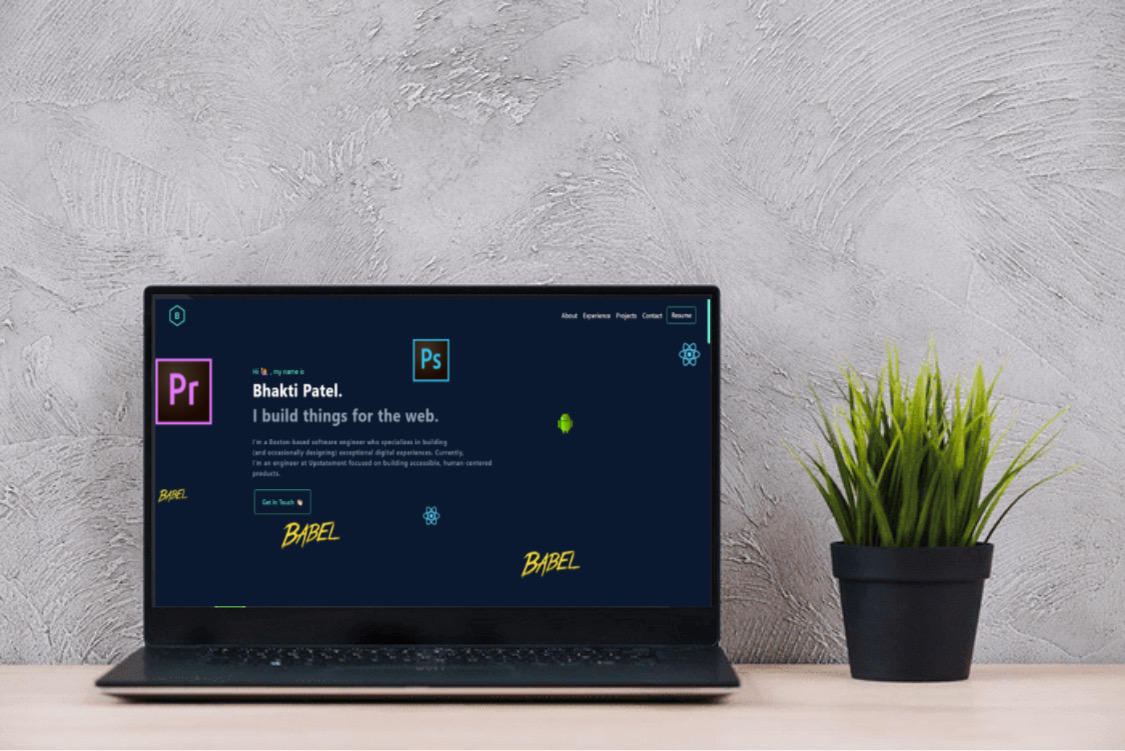 B
About Experience Projects Contact Resume
Ps
Pr
Hi 🙋🏻, my name is
Bhakti Patel.
I build things for the web.
I'm a Boston-based software engineer who specializes in building
(and occasionally designing) exceptional digital experiences. Currently,
I'm an engineer at Upstatement focused on building accessible, human-centered
products.
BABEL
Get In Touch 👋🏻
BABEL
BABEL